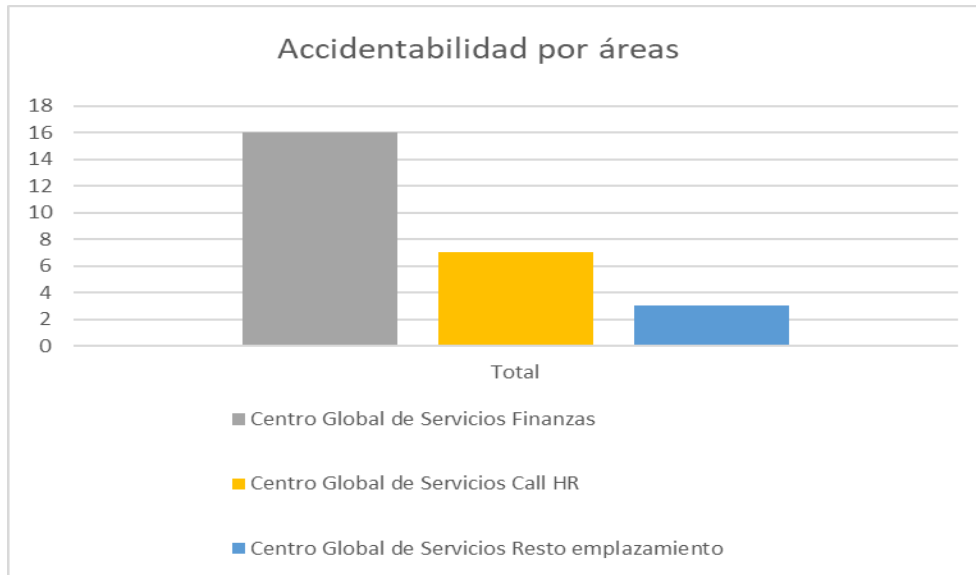 Accidentabilidad por áreas
18
16
14
12
10
8
6
4
2
0
Total
Centro Global de Servicios Finanzas
Centro Global de Servicios Call HR
Centro Global de Servicios Resto emplazamiento